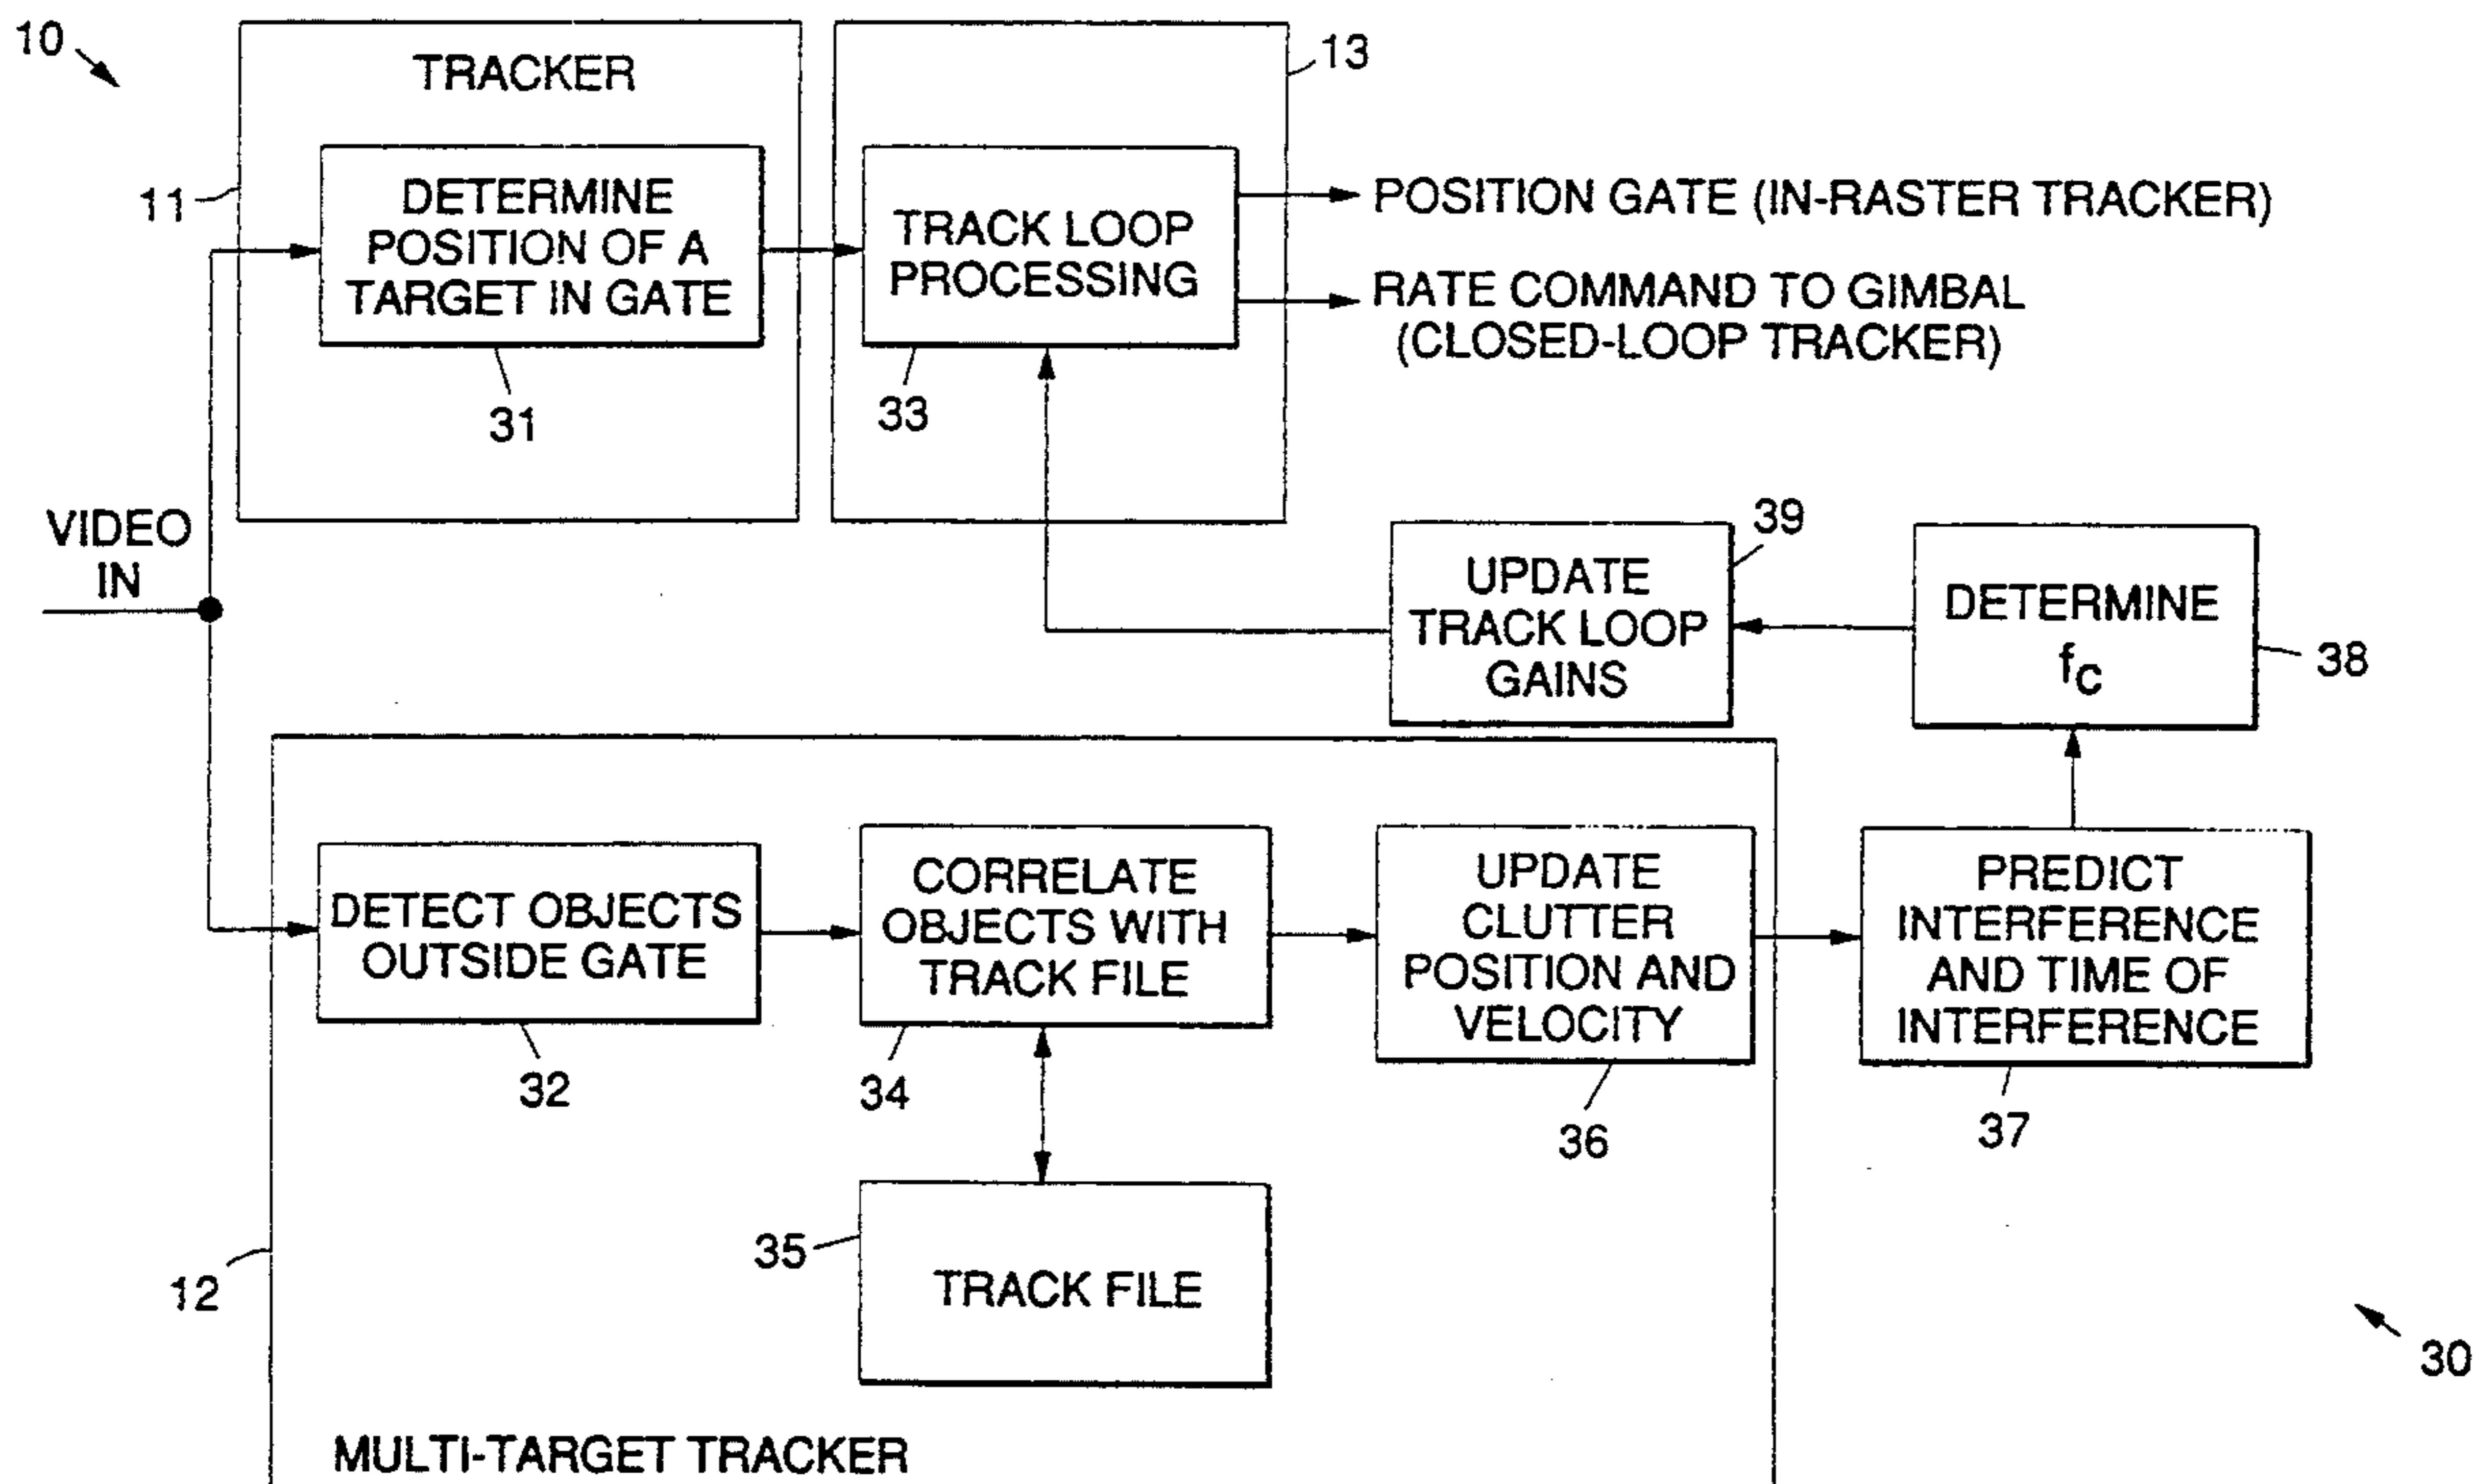 10
TRACKER
13
11
DETERMINE
POSITION OF A
TARGET IN GATE
31
TRACK LOOP
PROCESSING
33
POSITION GATE (IN-RASTER TRACKER)
RATE COMMAND TO GIMBAL
(CLOSED-LOOP TRACKER)
VIDEO
IN
39
UPDATE
TRACK LOOP
GAINS
DETERMINE
fc
38
DETECT OBJECTS
OUTSIDE GATE
32
CORRELATE
OBJECTS WITH
TRACK FILE
34
UPDATE
CLUTTER
POSITION AND
VELOCITY
36
PREDICT
INTERFERENCE
AND TIME OF
INTERFERENCE
37
35
TRACK FILE
12
30
MULTI-TARGET TRACKER